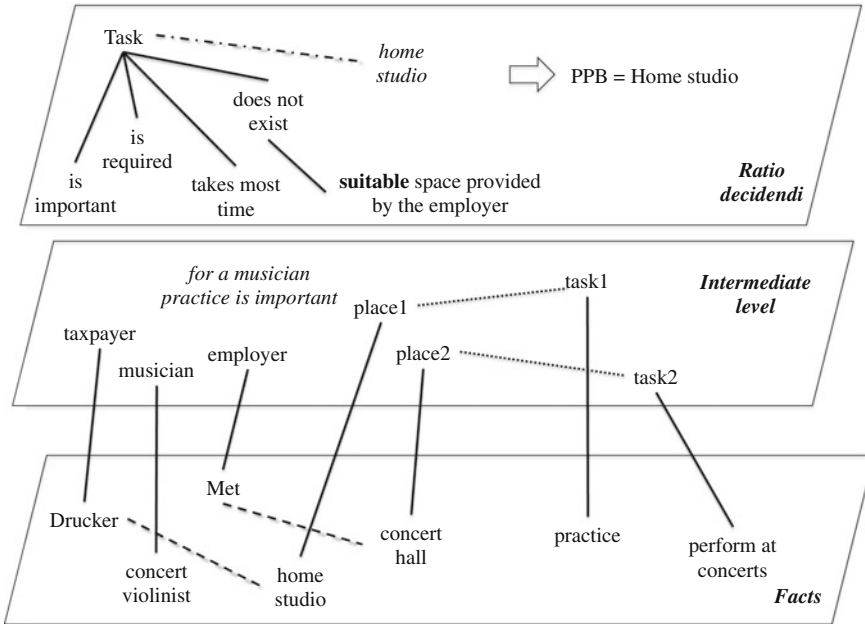 Task
home
studio
PPB = Home studio
does not
exist
is
required
is
important
takes most
time
suitable space provided
by the employer
Ratio
decidendi
for a musician
practice is important
place1
task1
Intermediate
level
taxpayer
musician
employer
place2
task2
Met
Drucker
concert
hall
practice
perform at
concerts
concert
violinist
home
studio
Facts